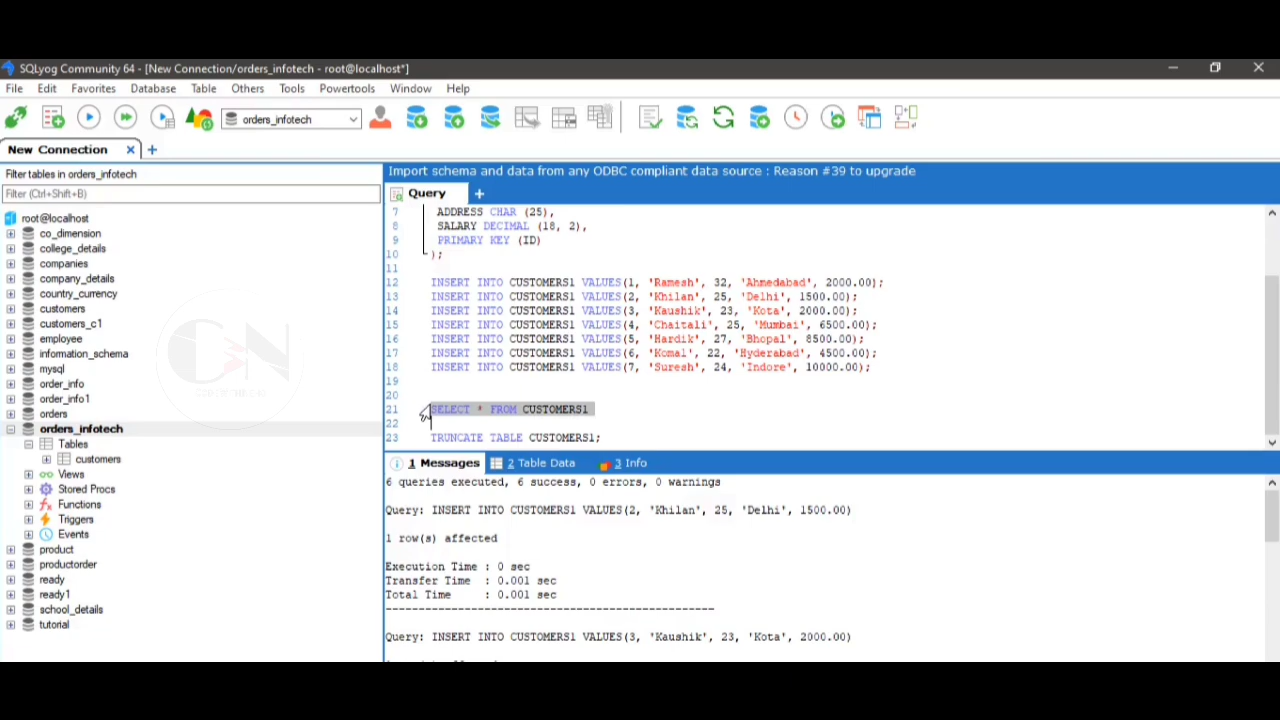 SQLyog Community 64 - [New Connection/orders_infotech - root@localhost*]
File Edit Favorites Database Table Others Tools Powertools Window Help
orders_infotech
New Connection
Filter tables in orders_infotech
Filter (Ctrl+Shift+B)
root@localhost
co_dimension
college_details
companies
company_details
country_currency
customers
customers_c1
employee
information_schema
mysql
order_info
order_info1
orders
orders_infotech
Tables
customers
Views
Stored Procs
Functions
Triggers
Events
product
productorder
ready
ready1
school_details
tutorial
Import schema and data from any ODBC compliant data source : Reason #39 to upgrade
Query
7 ADDRESS CHAR (25),
8 SALARY DECIMAL (18, 2),
9 PRIMARY KEY (ID)
10 );
11
12 INSERT INTO CUSTOMERS1 VALUES(1, 'Ramesh', 32, 'Ahmedabad', 2000.00);
13 INSERT INTO CUSTOMERS1 VALUES(2, 'Khilan', 25, 'Delhi', 1500.00);
14 INSERT INTO CUSTOMERS1 VALUES(3, 'Kaushik', 23, 'Kota', 2000.00);
15 INSERT INTO CUSTOMERS1 VALUES(4, 'Chaitali', 25, 'Mumbai', 6500.00);
16 INSERT INTO CUSTOMERS1 VALUES(5, 'Hardik', 27, 'Bhopal', 8500.00);
17 INSERT INTO CUSTOMERS1 VALUES(6, 'Komal', 22, 'Hyderabad', 4500.00);
18 INSERT INTO CUSTOMERS1 VALUES(7, 'Suresh', 24, 'Indore', 10000.00);
19
20
21 SELECT * FROM CUSTOMERS1
22
23 TRUNCATE TABLE CUSTOMERS1;
1 Messages 2 Table Data 3 Info
6 queries executed, 6 success, 0 errors, 0 warnings
Query: INSERT INTO CUSTOMERS1 VALUES(2, 'Khilan', 25, 'Delhi', 1500.00)
1 row(s) affected
Execution Time : 0 sec
Transfer Time : 0.001 sec
Total Time : 0.001 sec
Query: INSERT INTO CUSTOMERS1 VALUES(3, 'Kaushik', 23, 'Kota', 2000.00)